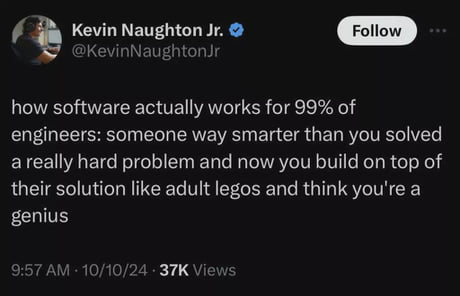 Kevin Naughton Jr.
Follow
@KevinNaughtonJr
how software actually works for 99% of
engineers: someone way smarter than you solved
a really hard problem and now you build on top of
their solution like adult legos and think you're a
genius
9:57 AM · 10/10/24 · 37K Views